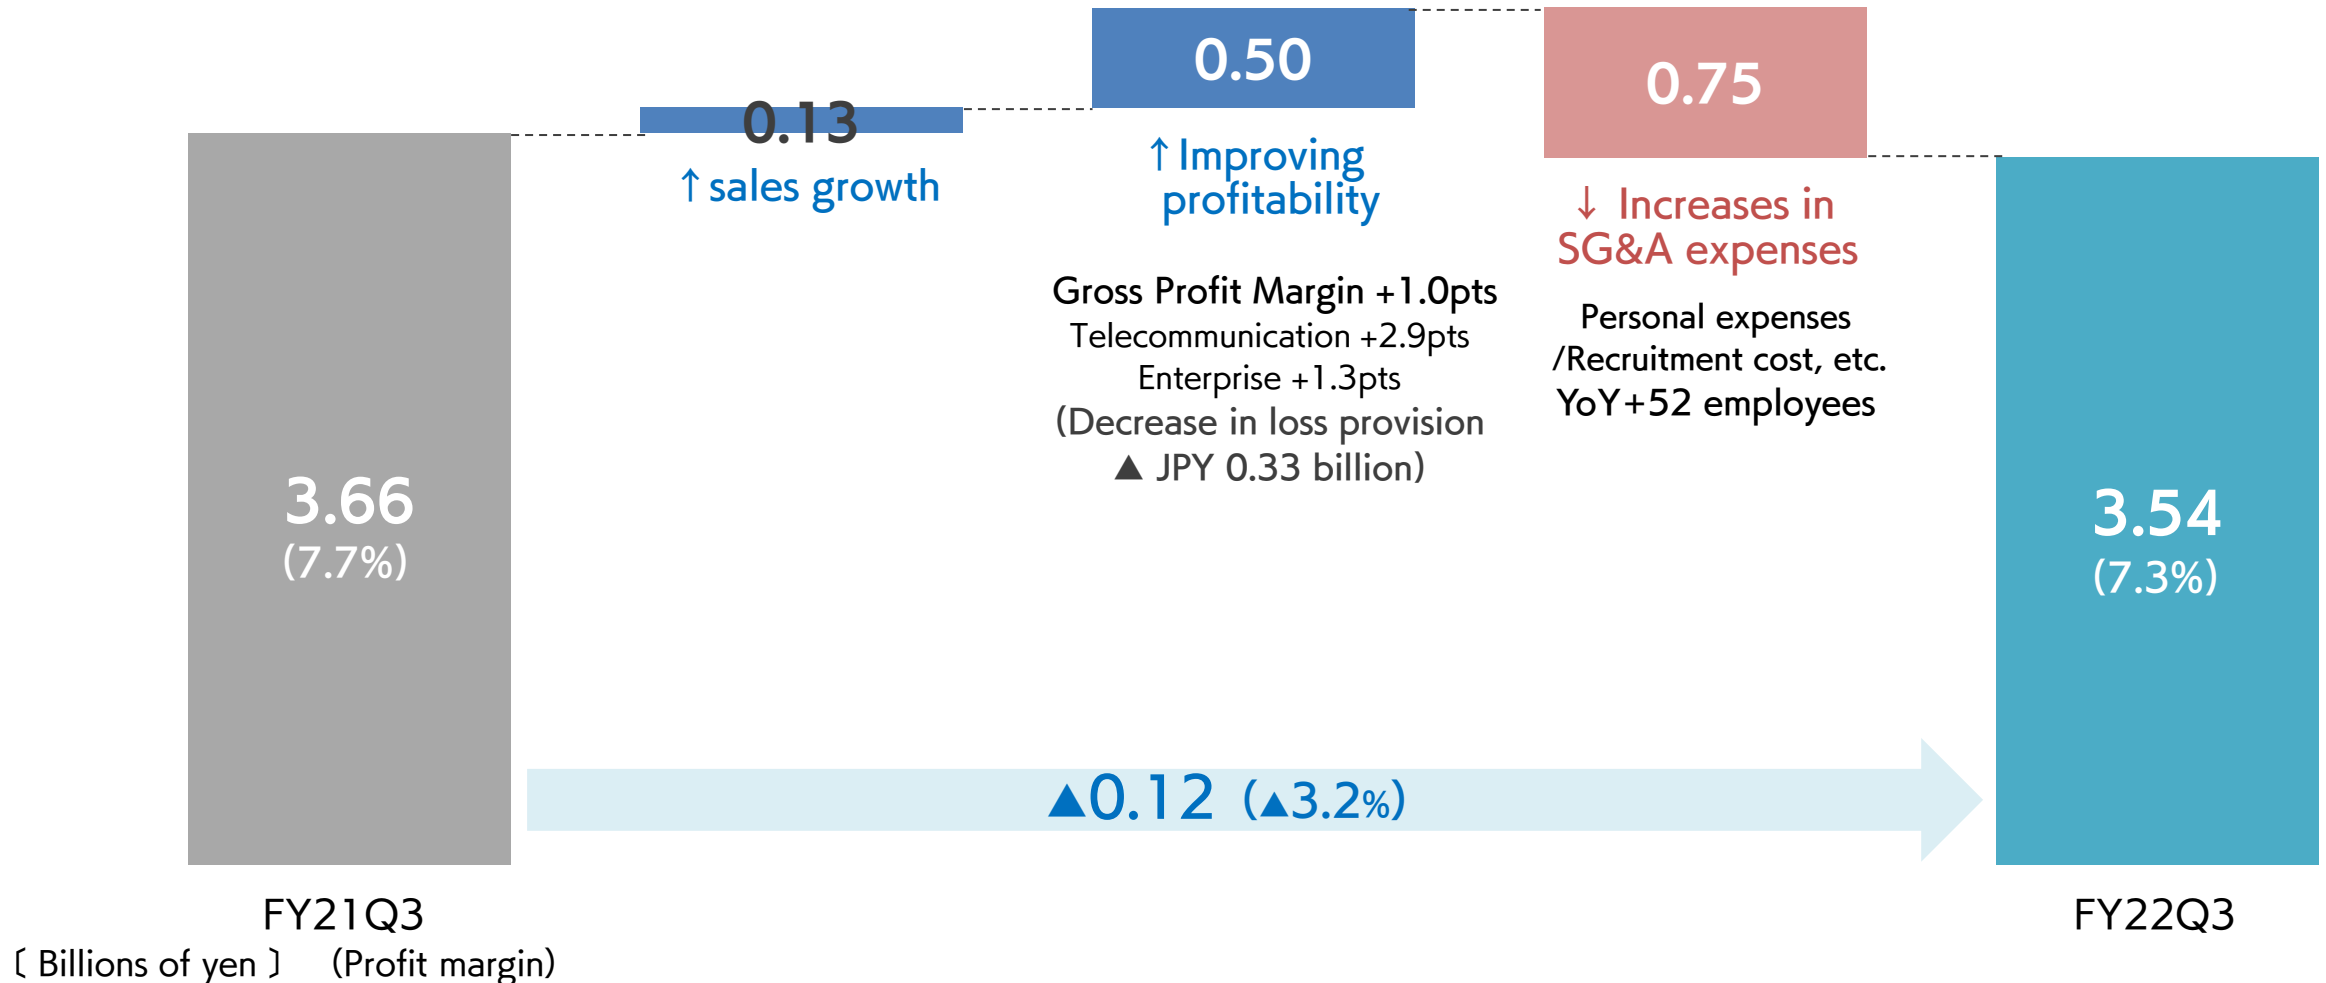 0.50
0.75
0.13
↑sales growth
↑Improving
profitability
↓ Increases in
SG&A expenses
Gross Profit Margin +1.0pts
Telecommunication +2.9pts
Enterprise +1.3pts
(Decrease in loss provision
▲ JPY 0.33 billion)
Personal expenses
/Recruitment cost, etc.
YoY+52 employees
3.66
(7.7%)
3.54
(7.3%)
▲0.12 (▲3.2%)
FY21Q3
FY22Q3
〔 Billions of yen 〕 (Profit margin)